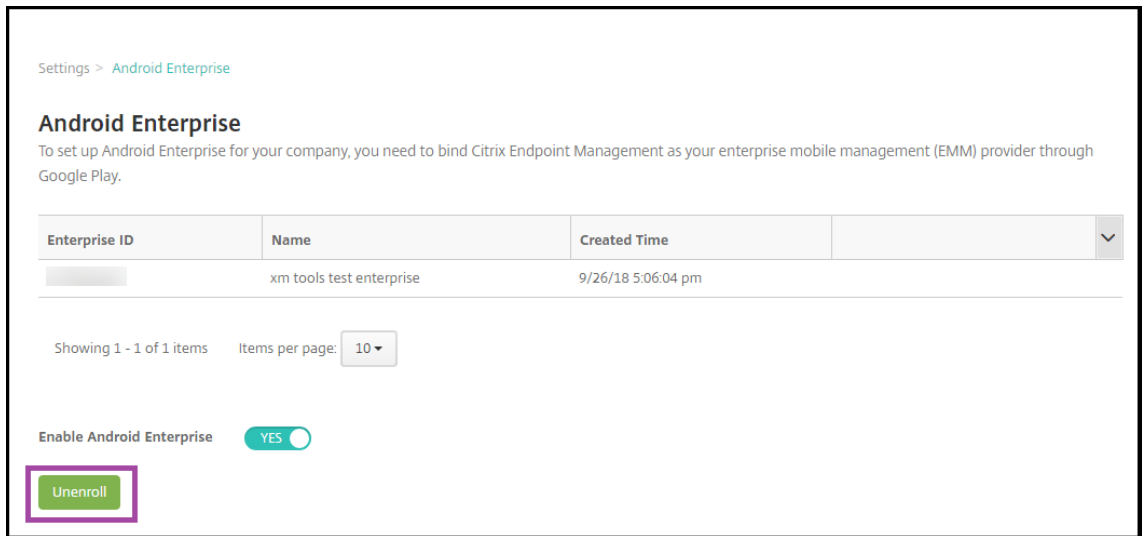 Settings > Android Enterprise
Android Enterprise
To set up Android Enterprise for your company, you need to bind Citrix Endpoint Management as your enterprise mobile management (EMM) provider through
Google Play.
Enterprise ID Name Created Time
xm tools test enterprise 9/26/18 5:06:04 pm
Showing 1 - 1 of 1 items Items per page: 10
Enable Android Enterprise YES
Unenroll